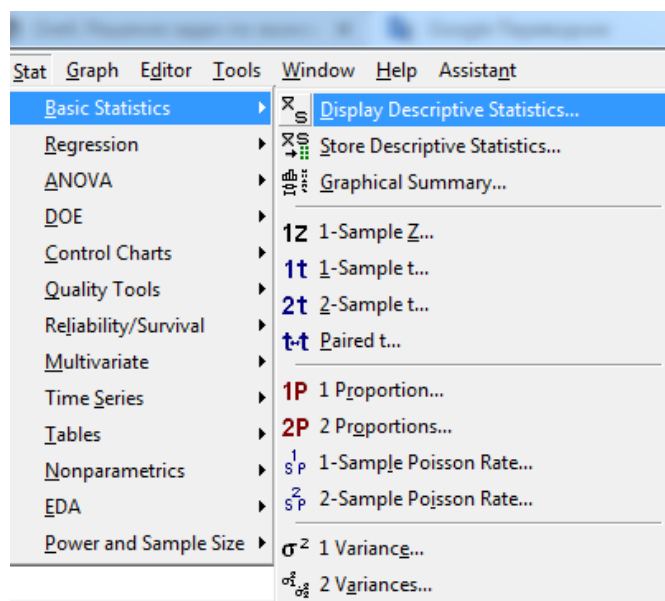 Stat Graph Editor Tools Window Help Assistant
Basic Statistics
Regression
ANOVA
DOE
Control Charts
Quality Tools
Reliability/Survival
Multivariate
Time Series
Tables
Nonparametrics
EDA
Power and Sample Size
Display Descriptive Statistics...
Store Descriptive Statistics...
Graphical Summary...
1Z 1-Sample Z...
1t 1-Sample t...
2t 2-Sample t...
t-t Paired t...
1P 1 Proportion...
2P 2 Proportions...
1-Sample Poisson Rate...
2-Sample Poisson Rate...
σ² 1 Variance...
2 Variances...